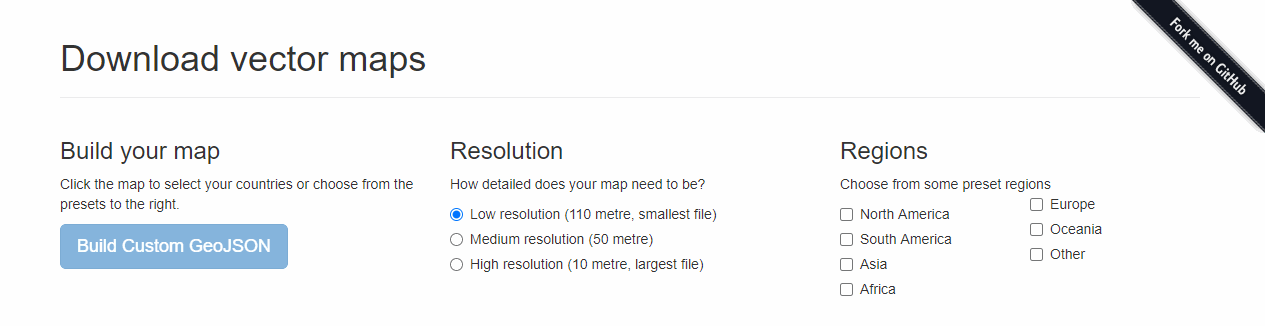 Fork me on GitHub
Download vector maps
Build your map
Click the map to select your countries or choose from the
presets to the right.
Build Custom GeoJSON
Resolution
How detailed does your map need to be?
Low resolution (110 metre, smallest file)
Medium resolution (50 metre)
High resolution (10 metre, largest file)
Regions
Choose from some preset regions
North America
South America
Asia
Africa
Europe
Oceania
Other